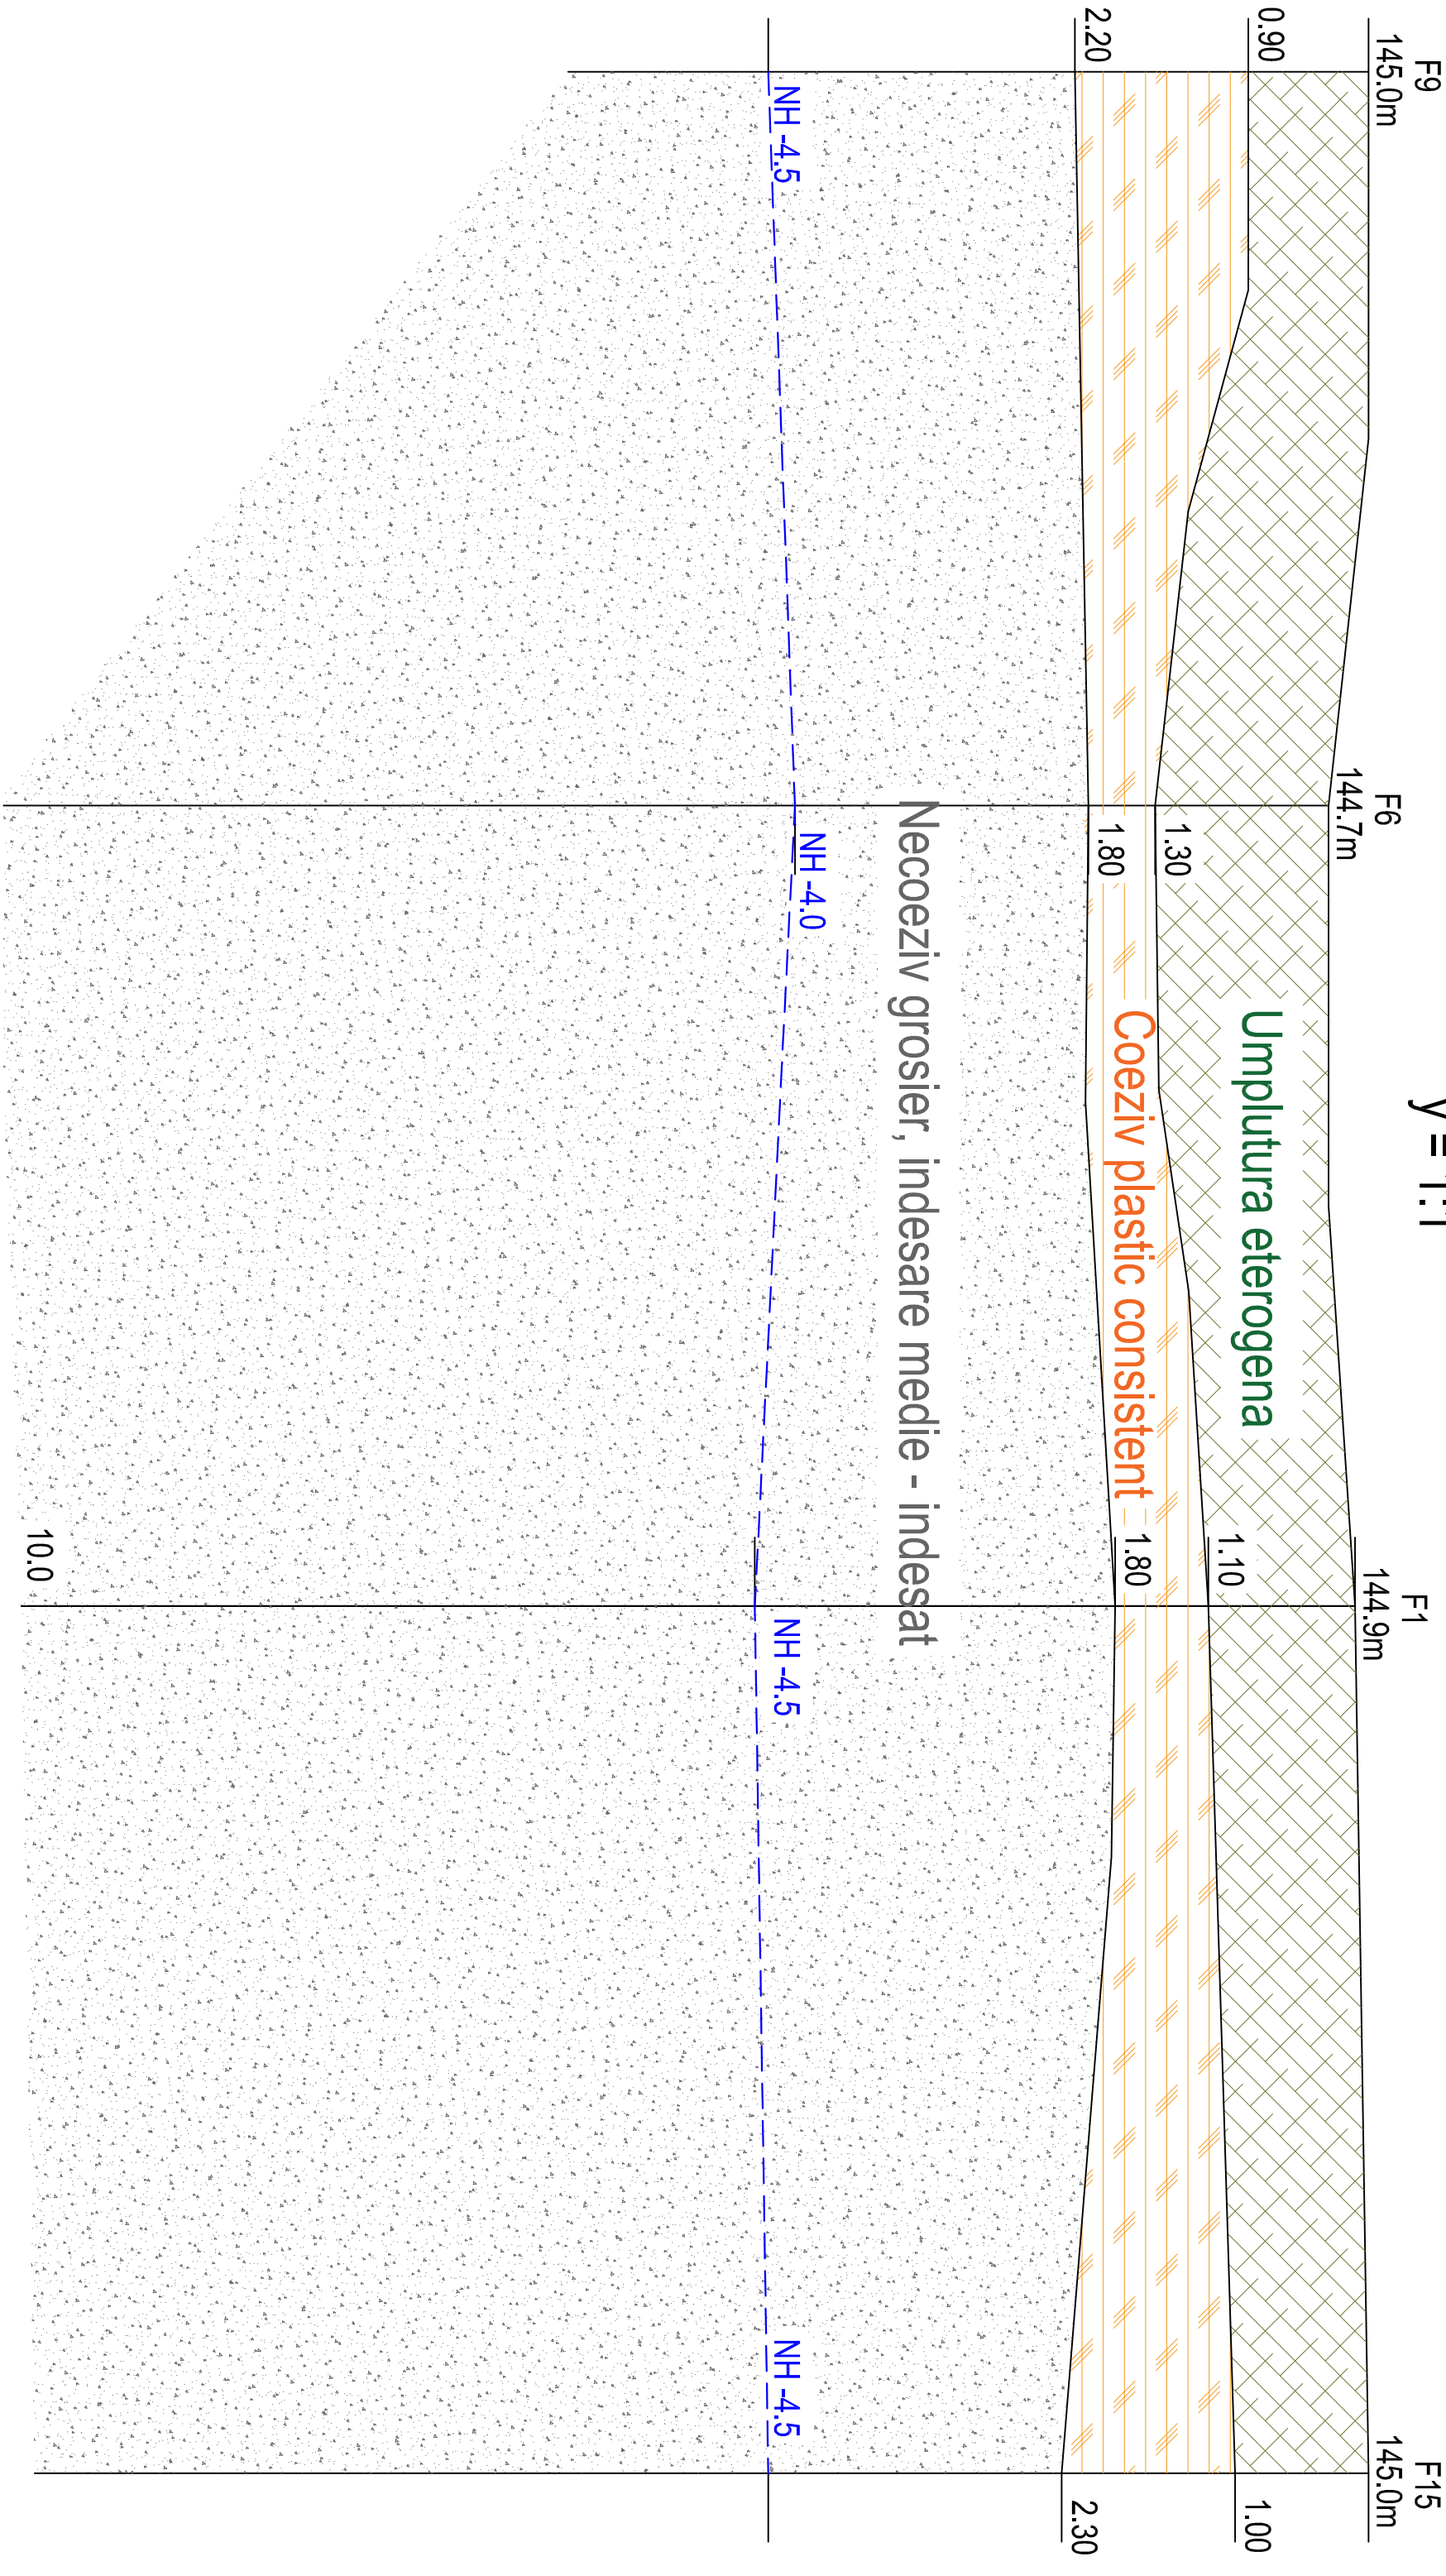 y = 1:1
F9
145.0m
F6
144.7m
F1
144.9m
F15
145.0m
0.90
2.20
1.30
1.80
1.10
1.80
1.00
2.30
Umplutura eterogena
Coeziv plastic consistent
Necoeziv grosier, indesare medie - indesat
NH -4.5
NH -4.0
NH -4.5
NH -4.5
10.0